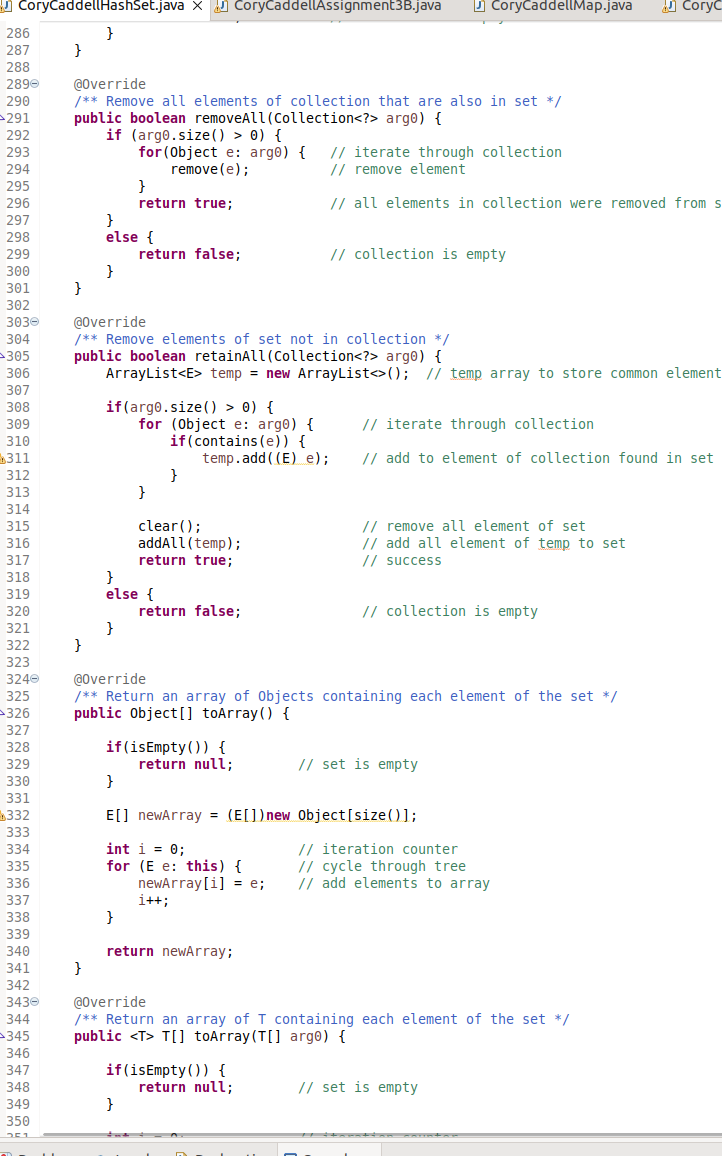 CoryCaddellHashSet.java CoryCaddellAssignment3B.java CoryCaddellMap.java CoryC
286 }
287 }
288
289 @Override
290 /** Remove all elements of collection that are also in set */
291 public boolean removeAll(Collection<?> arg0) {
292 if (arg0.size() > 0) {
293 for(Object e: arg0) { // iterate through collection
294 remove(e); // remove element
295 }
296 return true; // all elements in collection were removed from s
297 }
298 else {
299 return false; // collection is empty
300 }
301 }
302
303 @Override
304 /** Remove elements of set not in collection */
305 public boolean retainAll(Collection<?> arg0) {
306 ArrayList<E> temp = new ArrayList<>(); // temp array to store common element
307
308 if(arg0.size() > 0) {
309 for (Object e: arg0) { // iterate through collection
310 if(contains(e)) {
311 temp.add((E) e); // add to element of collection found in set
312 }
313 }
314
315 clear(); // remove all element of set
316 addAll(temp); // add all element of temp to set
317 return true; // success
318 }
319 else {
320 return false; // collection is empty
321 }
322 }
323
324 @Override
325 /** Return an array of Objects containing each element of the set */
326 public Object[] toArray() {
327
328 if(isEmpty()) {
329 return null; // set is empty
330 }
331
332 E[] newArray = (E[])new Object[size()];
333
334 int i = 0; // iteration counter
335 for (E e: this) { // cycle through tree
336 newArray[i] = e; // add elements to array
337 i++;
338 }
339
340 return newArray;
341 }
342
343 @Override
344 /** Return an array of T containing each element of the set */
345 public <T> T[] toArray(T[] arg0) {
346
347 if(isEmpty()) {
348 return null; // set is empty
349 }
350
351 int i = 0; // iteration counter